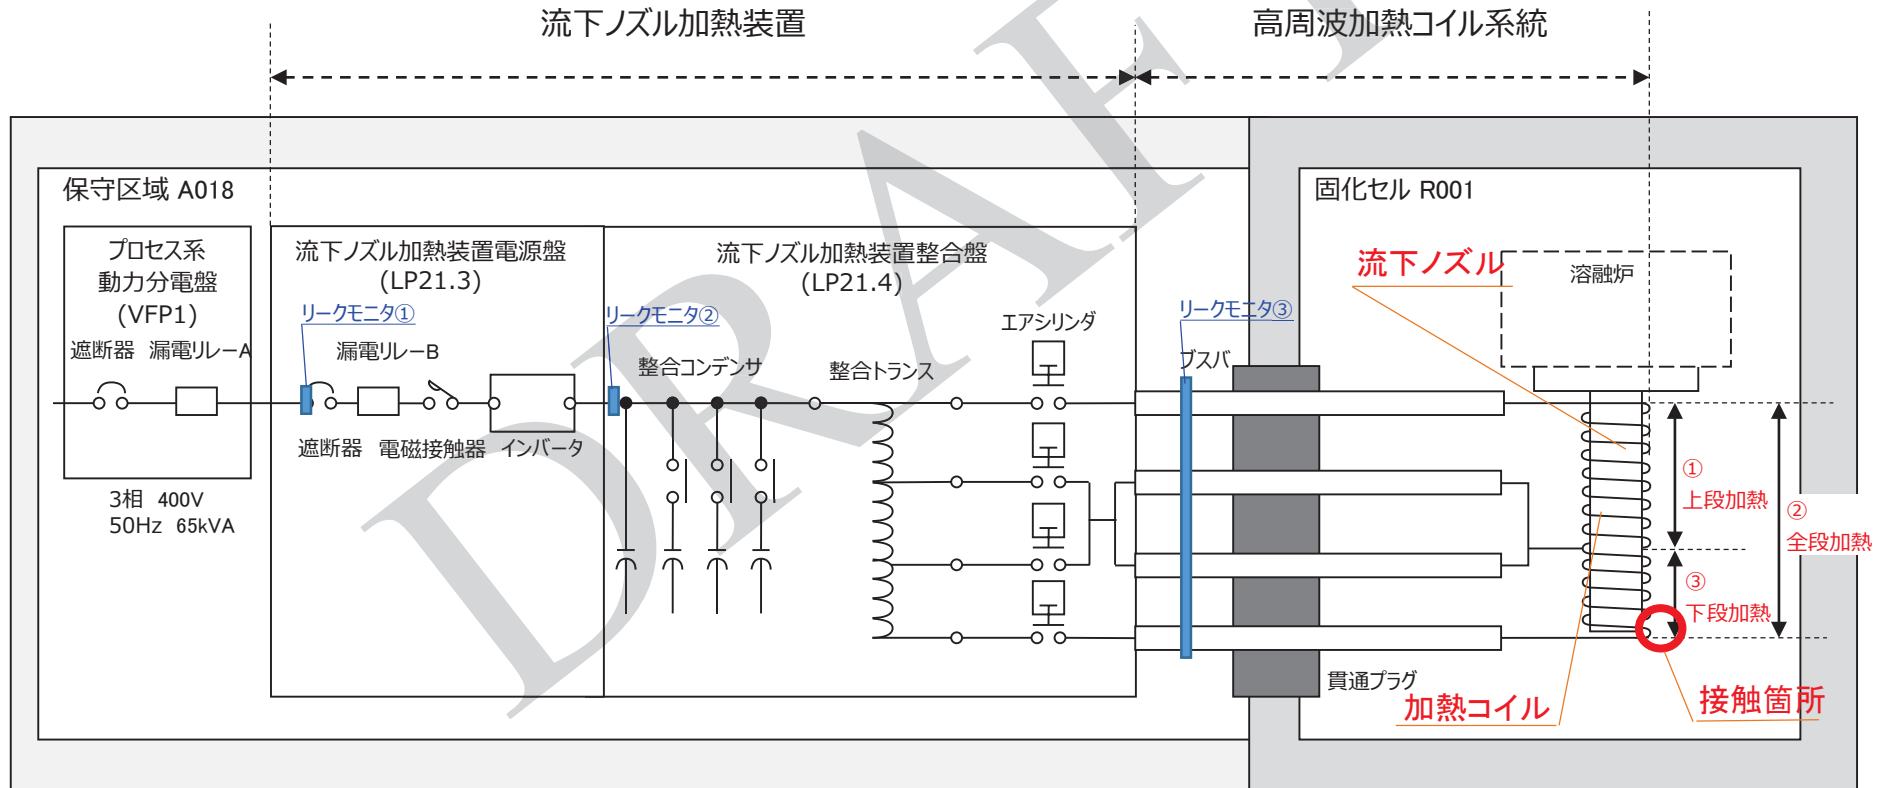 流下ノズル加熱装置
高周波加熱コイル系統
保守区域 A018
固化セル R001
プロセス系
動力分電盤
(VFP1)
遮断器 漏電リレーA
3相 400V
50Hz 65kVA
流下ノズル加熱装置電源盤
(LP21.3)
リークモニタ①
漏電リレーB
遮断器 電磁接触器 インバータ
流下ノズル加熱装置整合盤
(LP21.4)
リークモニタ②
整合コンデンサ
整合トランス
エアシリンダ
リークモニタ③
ブスバ
貫通プラグ
流下ノズル
溶融炉
①
上段加熱
②
全段加熱
③
下段加熱
加熱コイル
接触箇所
DRAFT